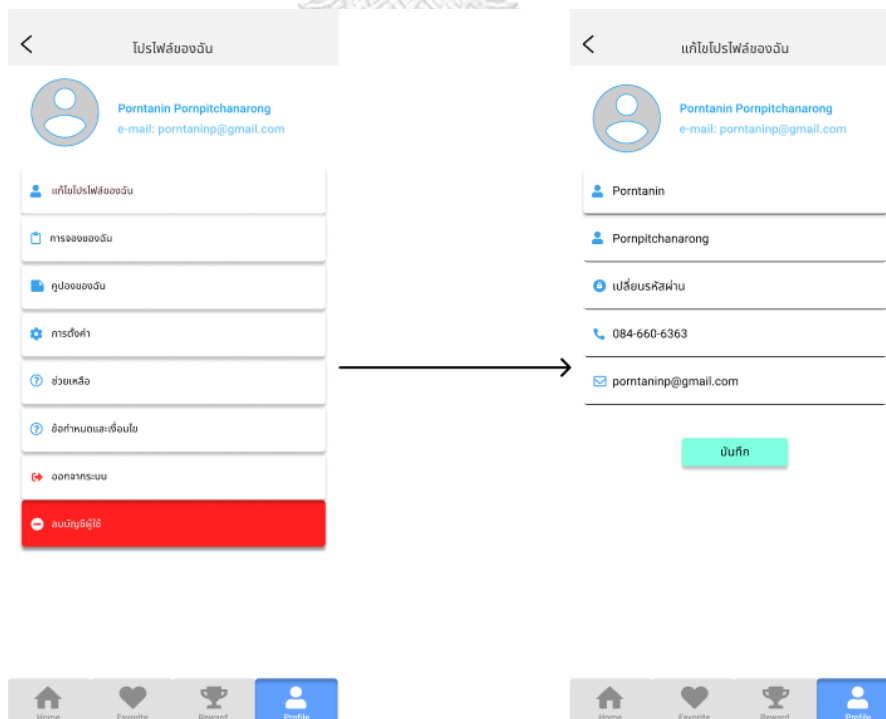 โปรไฟล์ของฉัน
Porntanin Pornpitchanarong
e-mail: porntaninp@gmail.com
แก้ไขโปรไฟล์ของฉัน
การจองของฉัน
คูปองของฉัน
การตั้งค่า
ช่วยเหลือ
ข้อกำหนดและเงื่อนไข
ออกจากระบบ
ลบบัญชีผู้ใช้
Home
Favorite
Reward
Profile
แก้ไขโปรไฟล์ของฉัน
Porntanin Pornpitchanarong
e-mail: porntaninp@gmail.com
Porntanin
Pornpitchanarong
เปลี่ยนรหัสผ่าน
084-660-6363
porntaninp@gmail.com
บันทึก
Home
Favorite
Reward
Profile